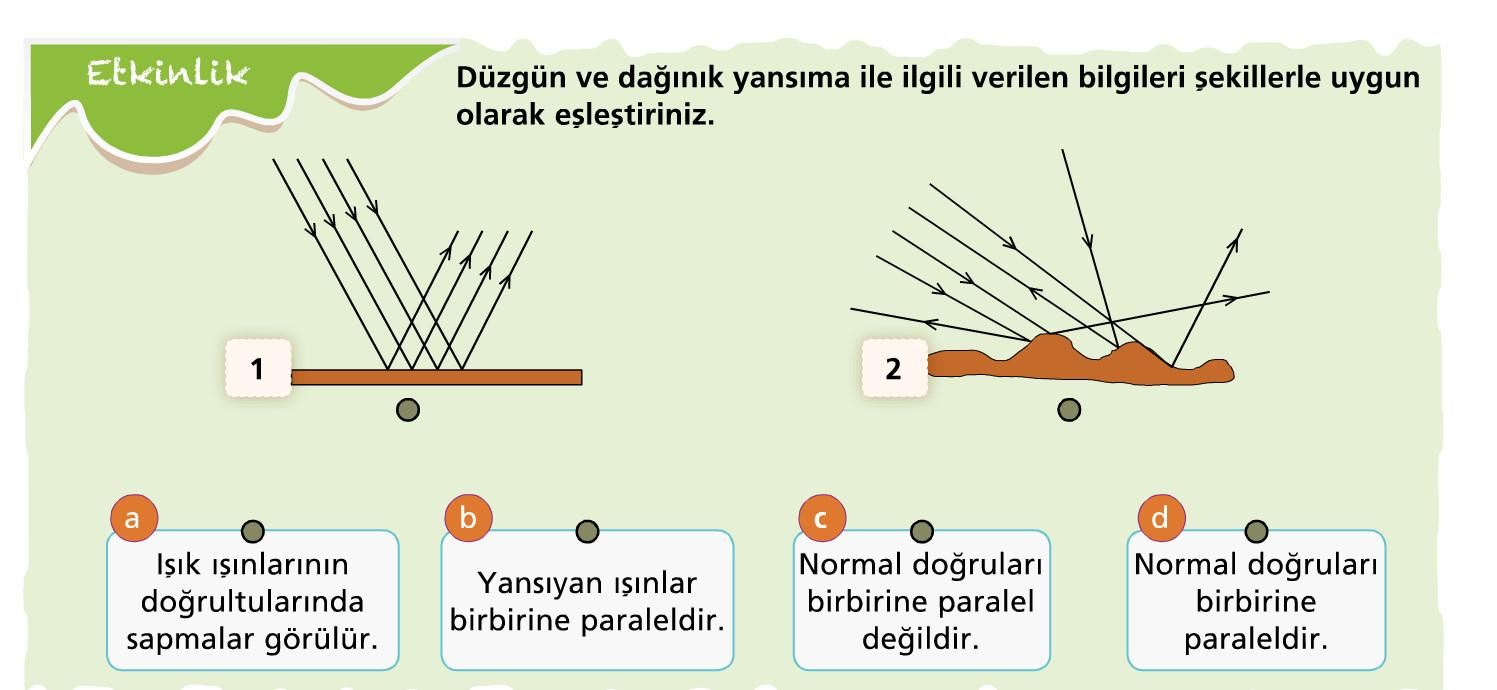 Etkinlik
Düzgün ve dağınık yansıma ile ilgili verilen bilgileri şekillerle uygun
olarak eşleştiriniz.
1
2
a
Işık ışınlarının
doğrultularında
sapmalar görülür.
b
Yansıyan ışınlar
birbirine paraleldir.
c
Normal doğruları
birbirine paralel
değildir.
d
Normal doğruları
birbirine
paraleldir.